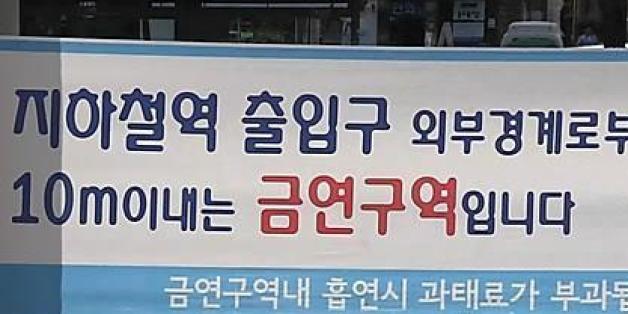 지하철역 출입구 외부경계로부
10m이내는 금연구역입니다
금연구역내 흡연시 과태료가 부과됩